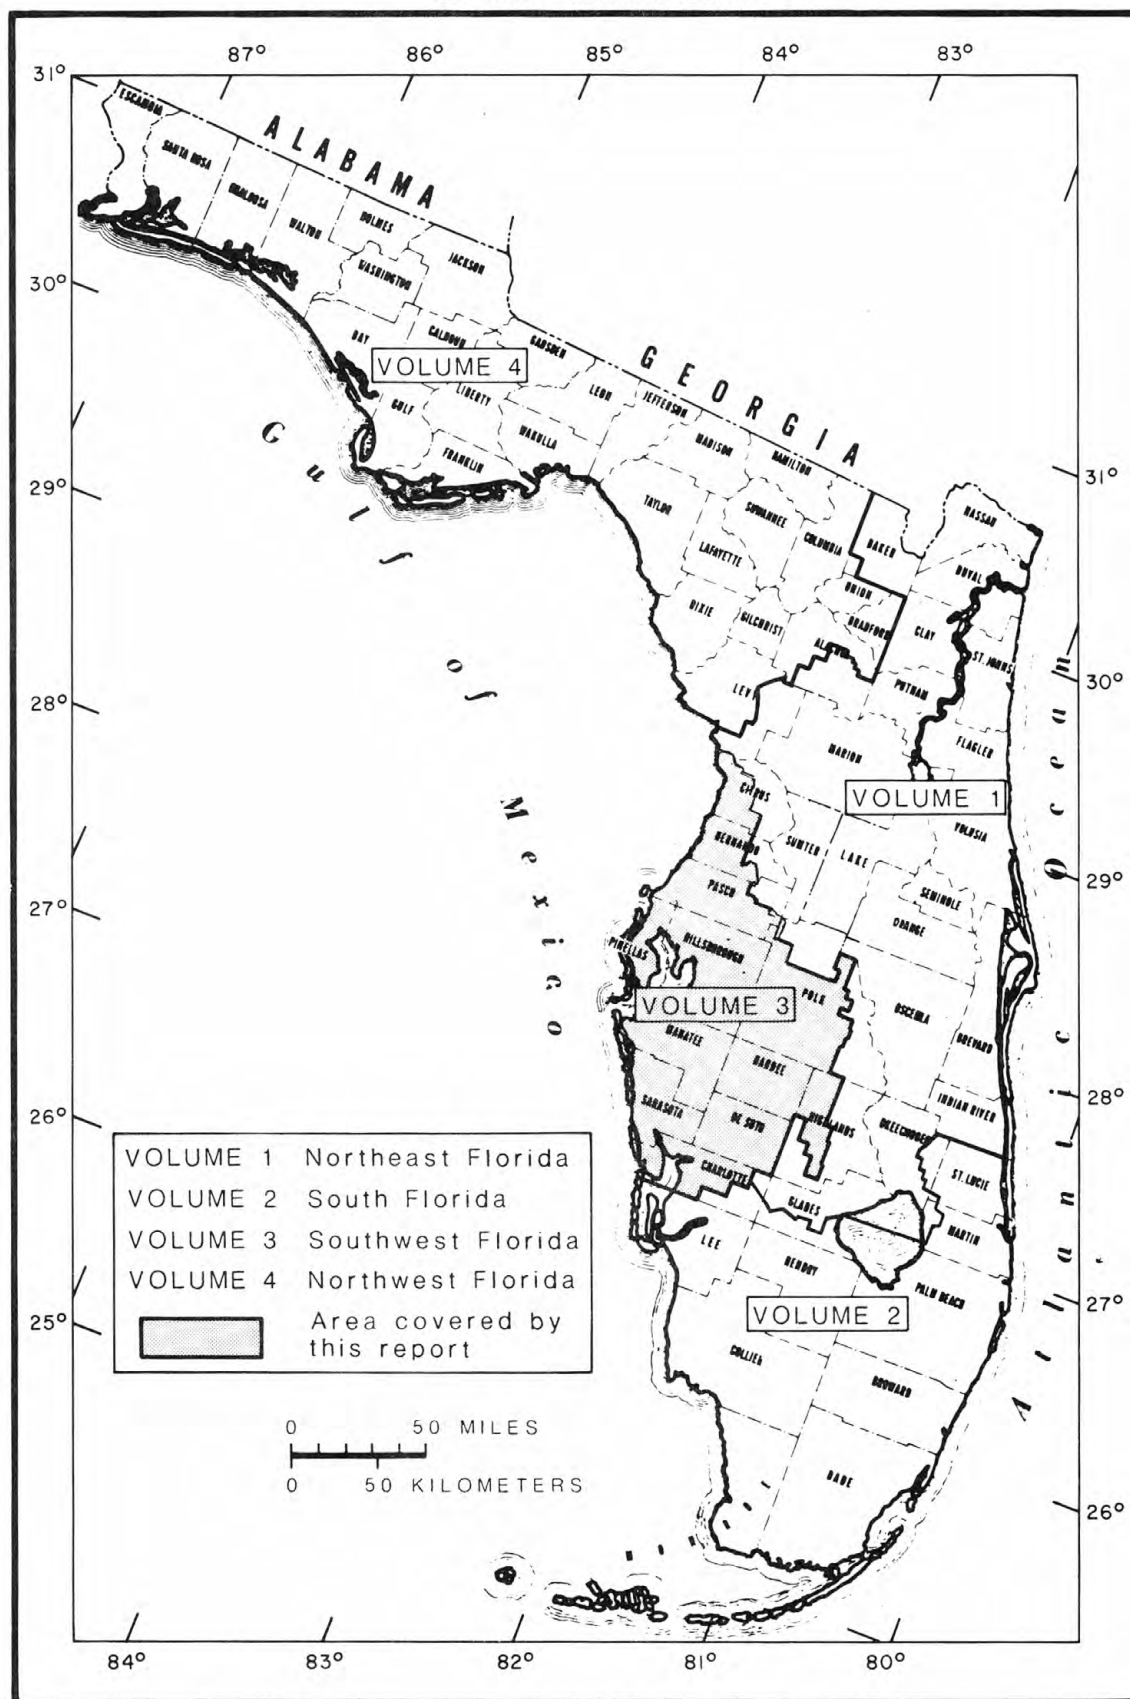 87° 86° 85° 84° 83°
31°
ESCAMBIA
ALABAMA
SANTA ROSA
OKALOOSA
WALTON
HOLMES
JACKSON
WASHINGTON
30°
BAY
CALHOUN
GADSDEN
GEORGIA
VOLUME 4
LEON
JEFFERSON
LIBERTY
GULF
MADISON
HAMILTON
WAKULLA
FRANKLIN
31°
29°
Gulf of Mexico
TAYLOR
SUWANNEE
COLUMBIA
BAKER
NASSAU
LAFAYETTE
DUVAL
UNION
DIXIE
GILCHRIST
BRADFORD
CLAY
ST. JOHNS
LEVY
PUTNAM
30°
28°
MARION
FLAGLER
CITRUS
VOLUME 1
VOLUSIA
HERNANDO
SUMTER
LAKE
PASCO
SEMINOLE
29°
27°
ORANGE
PINELLAS
HILLSBOROUGH
VOLUME 3
POLK
OSCEOLA
BREVARD
MANATEE
HARDEE
INDIAN RIVER
28°
26°
SARASOTA
DE SOTO
HIGHLANDS
OKEECHOBEE
Atlantic Ocean
CHARLOTTE
ST. LUCIE
GLADES
MARTIN
LEE
HENDRY
PALM BEACH
27°
VOLUME 2
COLLIER
BROWARD
DADE
26°
VOLUME 1 Northeast Florida
VOLUME 2 South Florida
VOLUME 3 Southwest Florida
VOLUME 4 Northwest Florida
25°
Area covered by
this report
0 50 MILES
0 50 KILOMETERS
84° 83° 82° 81° 80°